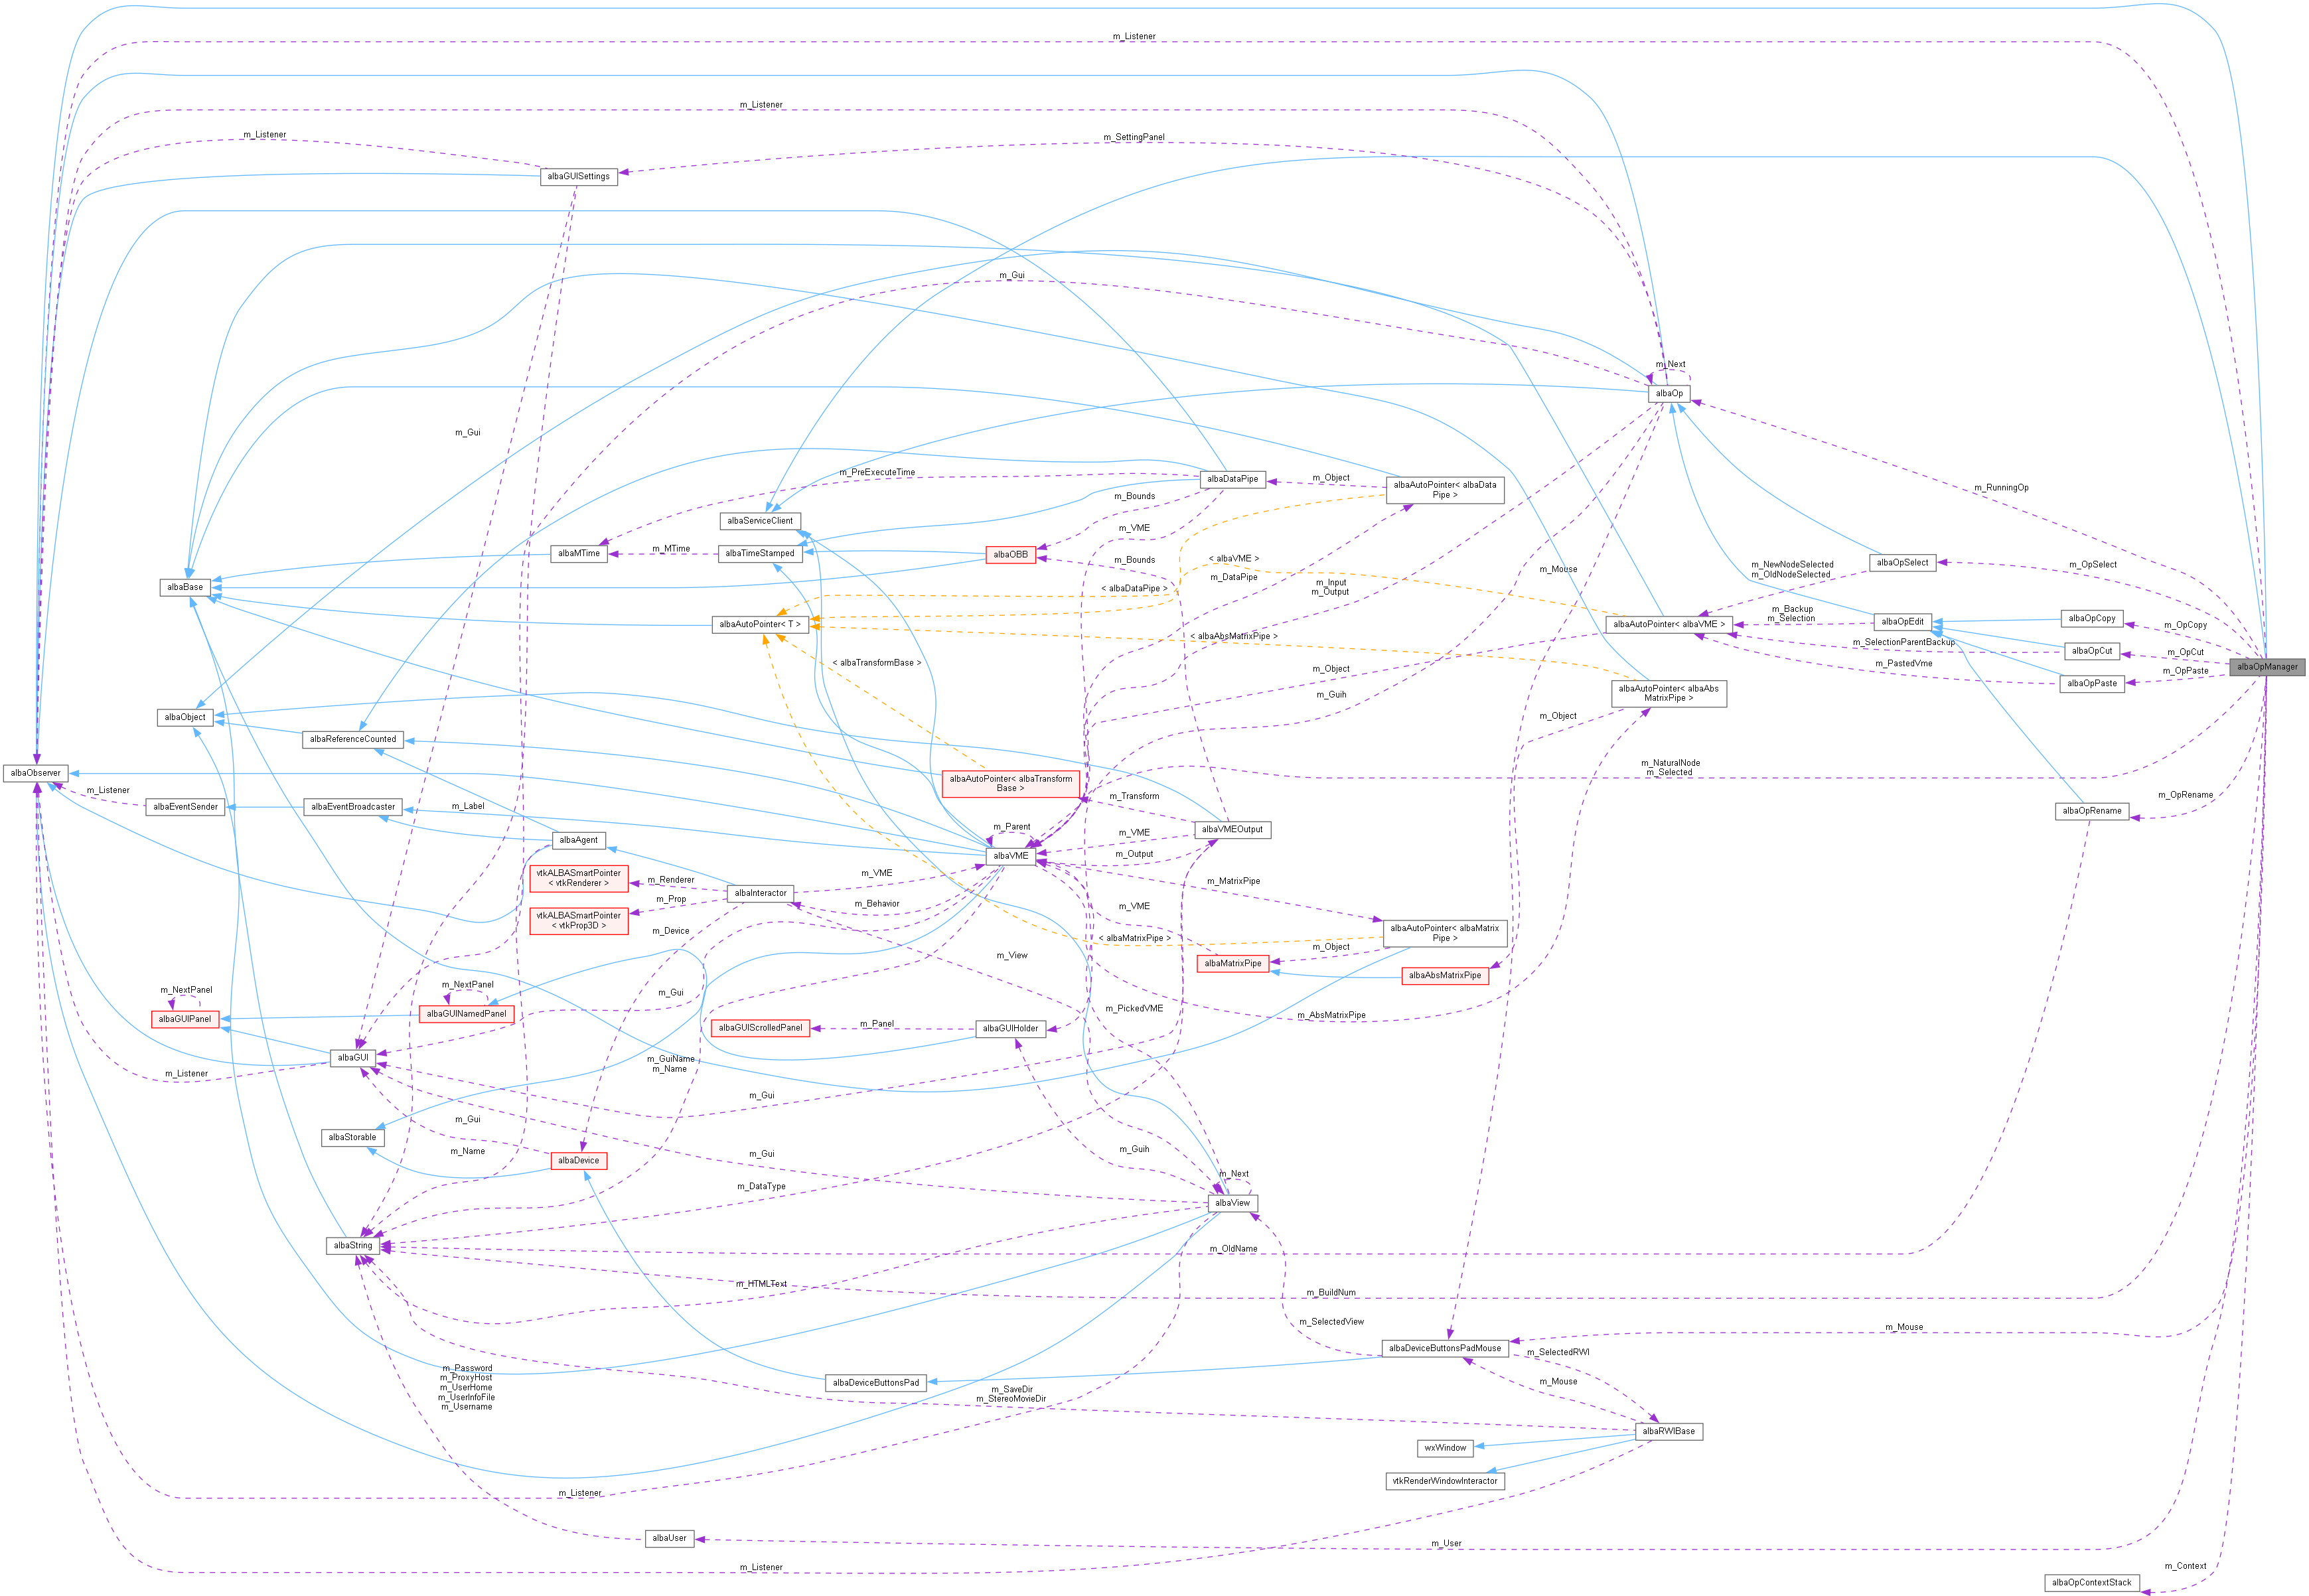 m_Listener
m_Listener
m_Listener
m_SettingPanel
albaGUISettings
m_Gui
m_Next
albaOp
m_Gui
m_PreExecuteTime
albaDataPipe
m_Object
albaAutoPointer< albaData
Pipe >
m_RunningOp
m_Bounds
albaServiceClient
m_VME
albaMTime
m_MTime
albaTimeStamped
albaOBB
m_Bounds
< albaVME >
m_Mouse
m_NewNodeSelected
m_OldNodeSelected
albaOpSelect
m_OpSelect
albaBase
< albaDataPipe >
m_DataPipe
m_Input
m_Output
albaAutoPointer< T >
albaAutoPointer< albaVME >
m_Backup
m_Selection
albaOpEdit
albaOpCopy
m_OpCopy
< albaAbsMatrixPipe >
m_SelectionParentBackup
albaOpCut
m_OpCut
albaOpManager
< albaTransformBase >
m_Object
m_PastedVme
albaOpPaste
m_OpPaste
m_Guih
albaAutoPointer< albaAbs
MatrixPipe >
albaObject
m_Object
albaReferenceCounted
albaObserver
albaAutoPointer< albaTransform
Base >
m_NaturalNode
m_Selected
m_Listener
albaEventSender
albaEventBroadcaster
m_Label
m_Transform
m_OpRename
albaOpRename
albaAgent
m_Parent
m_VME
albaVMEOutput
albaVME
m_Output
vtkALBASmartPointer
< vtkRenderer >
m_Renderer
albaInteractor
m_VME
m_MatrixPipe
m_Prop
m_Behavior
m_VME
vtkALBASmartPointer
< vtkProp3D >
m_Device
< albaMatrixPipe >
albaAutoPointer< albaMatrix
Pipe >
m_Object
m_View
albaMatrixPipe
albaAbsMatrixPipe
m_NextPanel
m_NextPanel
m_Gui
albaGUIPanel
albaGUINamedPanel
albaGUIScrolledPanel
m_Panel
albaGUIHolder
m_PickedVME
m_AbsMatrixPipe
albaGUI
m_Listener
m_GuiName
m_Name
m_Gui
m_Gui
albaStorable
m_Name
albaDevice
m_Gui
m_Guih
m_DataType
m_Next
albaView
albaString
m_OldName
m_HTMLText
m_BuildNum
m_SelectedView
m_Mouse
albaDeviceButtonsPadMouse
m_SelectedRWI
m_Password
m_ProxyHost
m_UserHome
m_UserInfoFile
m_Username
albaDeviceButtonsPad
m_SaveDir
m_StereoMovieDir
m_Mouse
albaRWIBase
wxWindow
vtkRenderWindowInteractor
m_Listener
albaUser
m_User
m_Listener
m_Context
albaOpContextStack